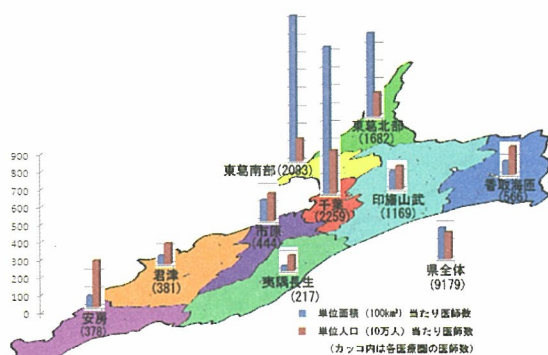 東葛北部
(1682)
東葛南部(2093)
香取海匝
(566)
印旛山武
(1169)
千葉
(2259)
市原
(444)
君津
(381)
夷隅長生
(217)
安房
(378)
県全体
(9179)
900
800
700
600
500
400
300
200
100
0
単位面積（100km²）当たり医師数
単位人口（10万人）当たり医師数
（カッコ内は各医療圏の医師数）